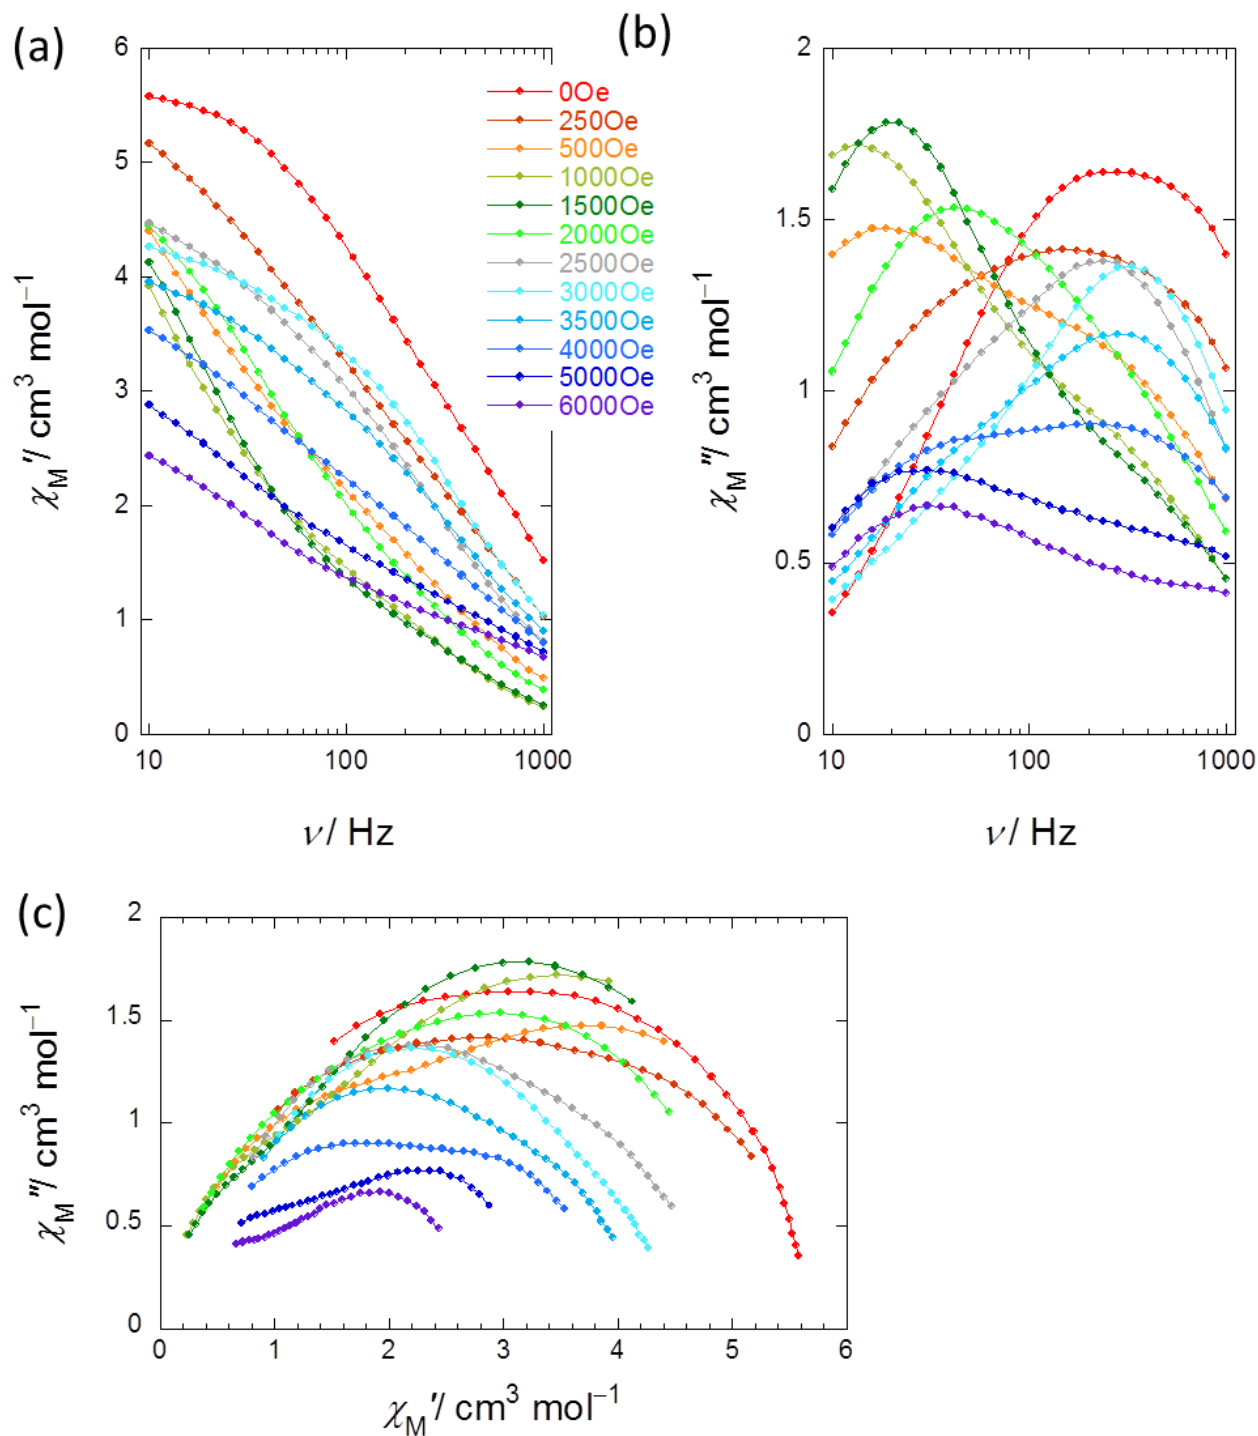 (a)
6
5
4
3
2
1
0
χM′/ cm3 mol−1
10
100
1000
ν/ Hz
0Oe
250Oe
500Oe
1000Oe
1500Oe
2000Oe
2500Oe
3000Oe
3500Oe
4000Oe
5000Oe
6000Oe
(b)
2
1.5
1
0.5
0
χM″/ cm3 mol−1
10
100
1000
ν/ Hz
(c)
2
1.5
1
0.5
0
χM″/ cm3 mol−1
0
1
2
3
4
5
6
χM′/ cm3 mol−1